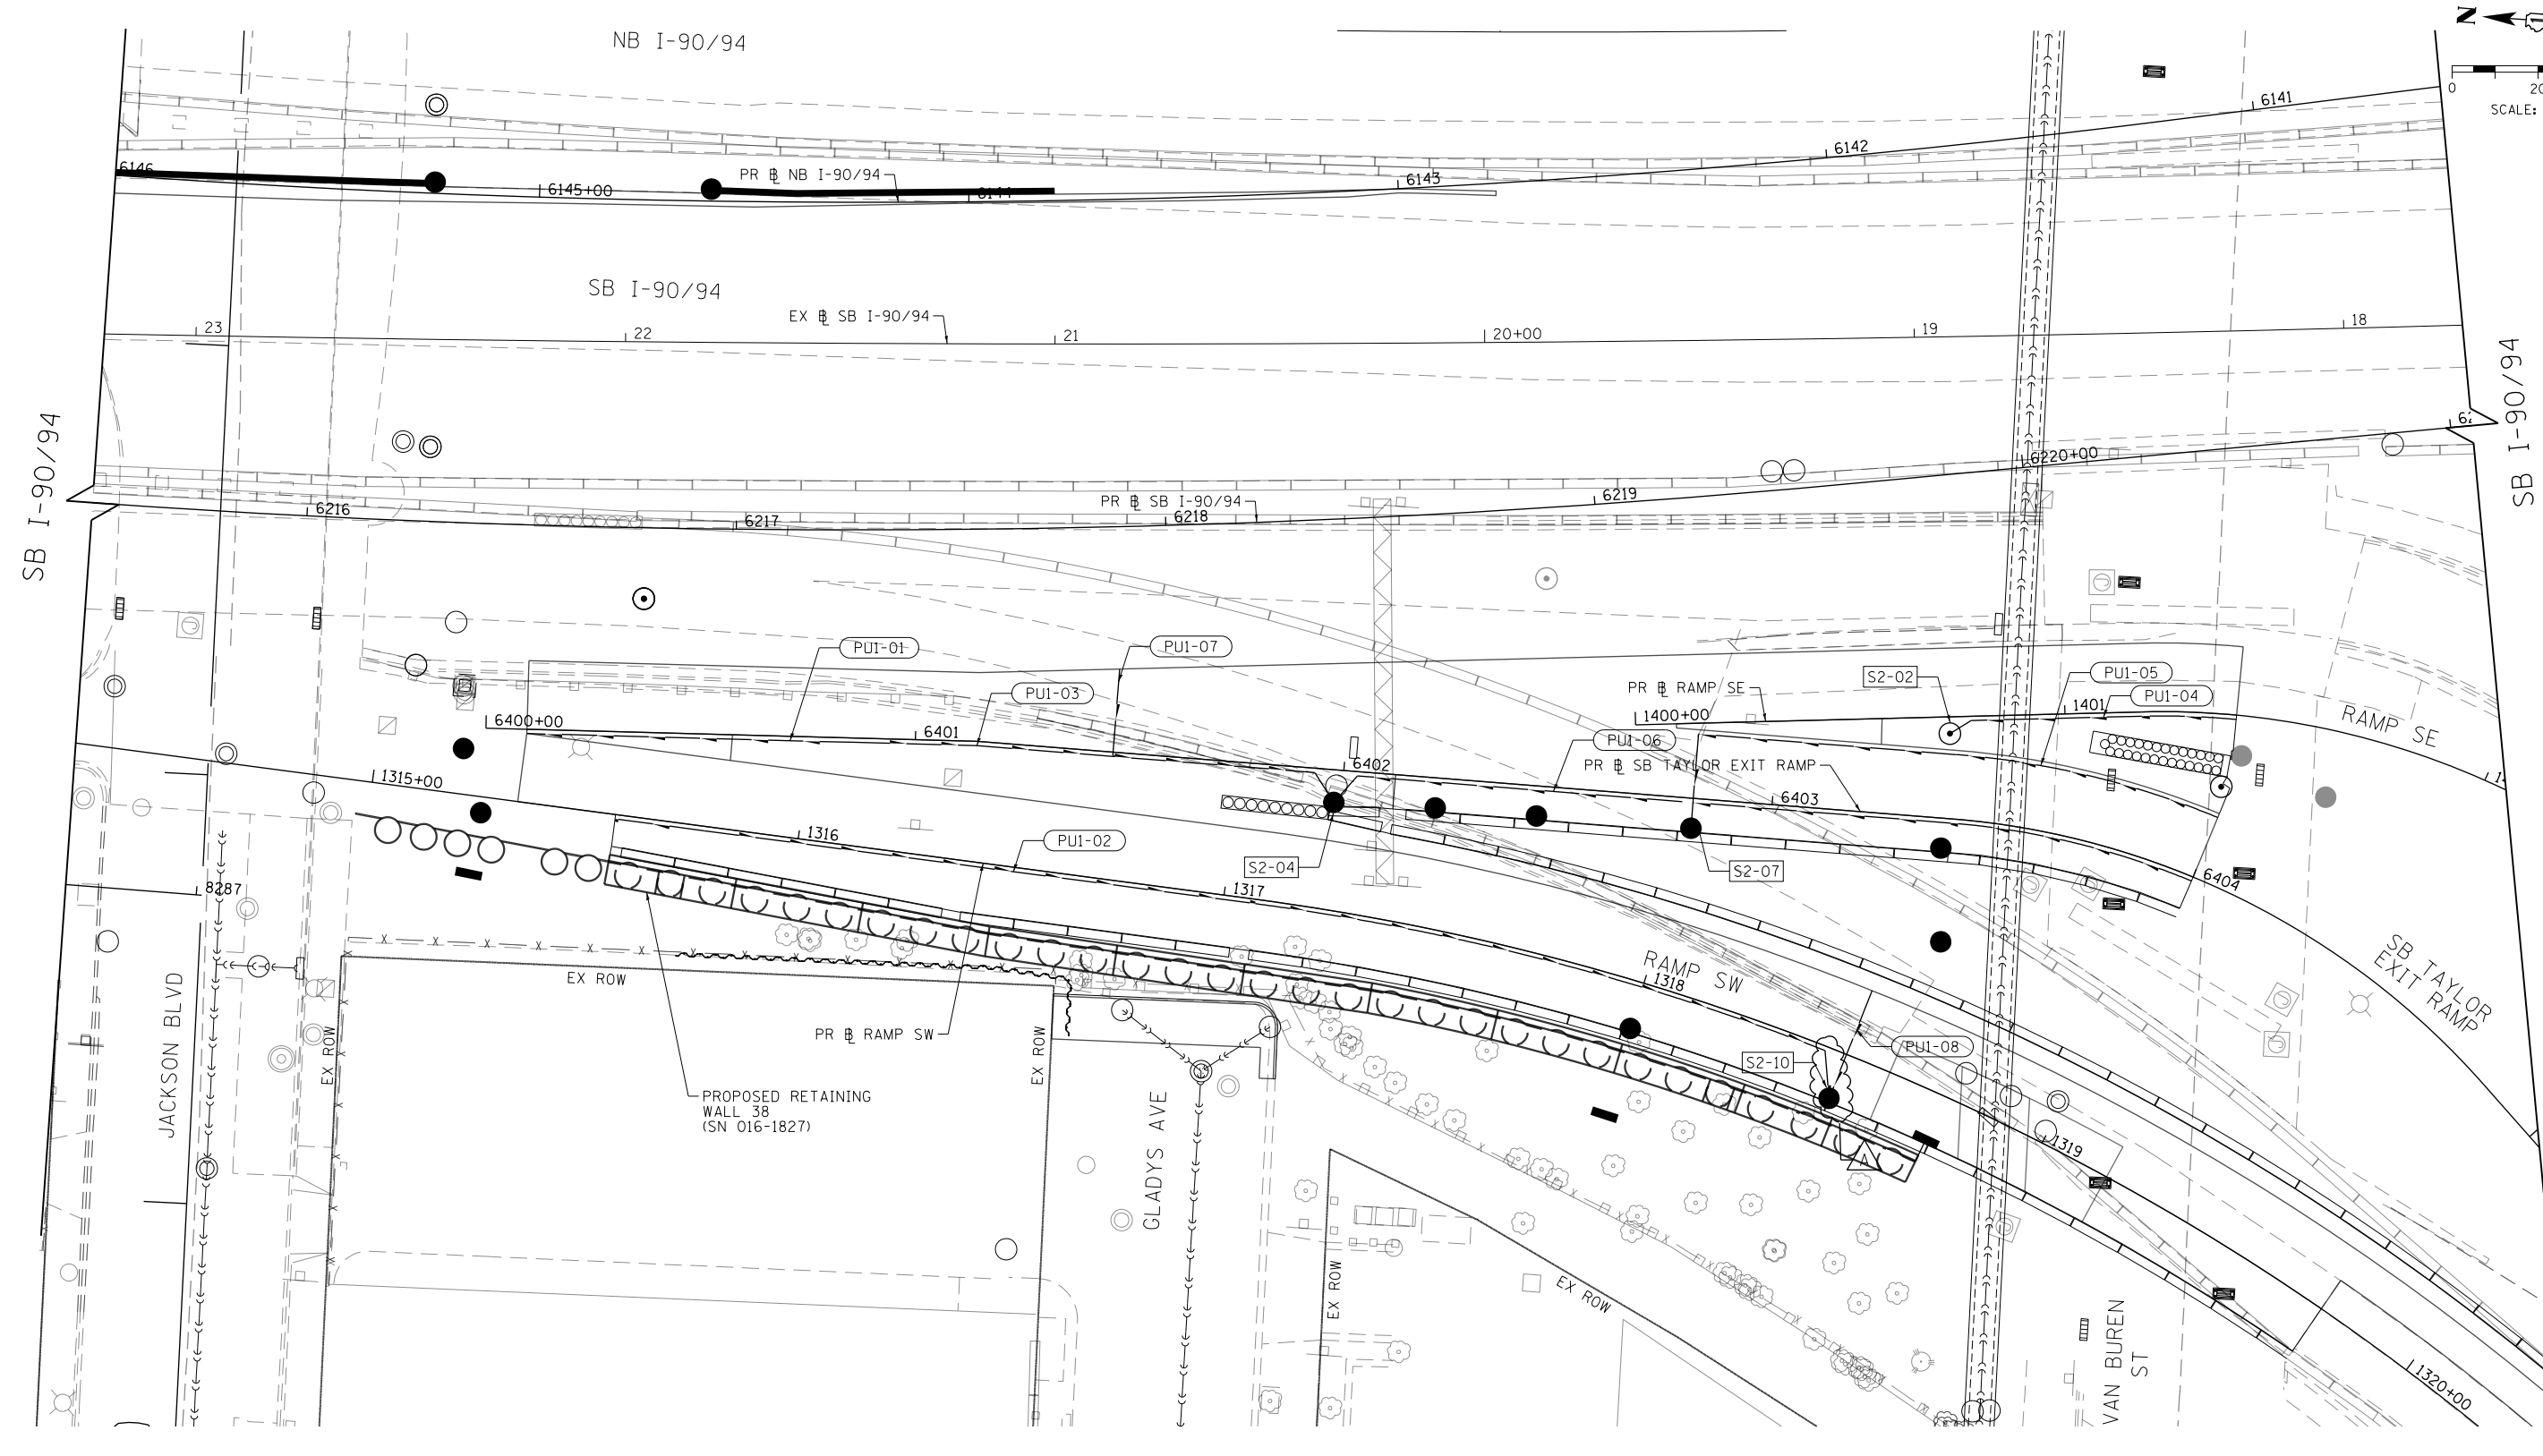 NB I-90/94
N
0
20
SCALE:
6141
6142
6143
6144
6145+00
6146
PR ℄ NB I-90/94
SB I-90/94
EX ℄ SB I-90/94
23
22
21
20+00
19
18
SB I-90/94
SB I-90/94
6216
6217
PR ℄ SB I-90/94
6218
6219
6220+00
PU1-01
PU1-07
PU1-03
S2-02
PU1-05
PU1-04
PR ℄ RAMP SE
6400+00
6401
1400+00
1401
RAMP SE
PU1-06
6402
PR ℄ SB TAYLOR EXIT RAMP
1315+00
6403
1316
PU1-02
S2-04
S2-07
6404
8287
1317
SB TAYLOR
EXIT RAMP
RAMP SW
1318
EX ROW
JACKSON BLVD
PR ℄ RAMP SW
EX ROW
EX ROW
PU1-08
S2-10
PROPOSED RETAINING
WALL 38
(SN 016-1827)
GLADYS AVE
1319
A
EX ROW
EX ROW
VAN BUREN
ST
1320+00